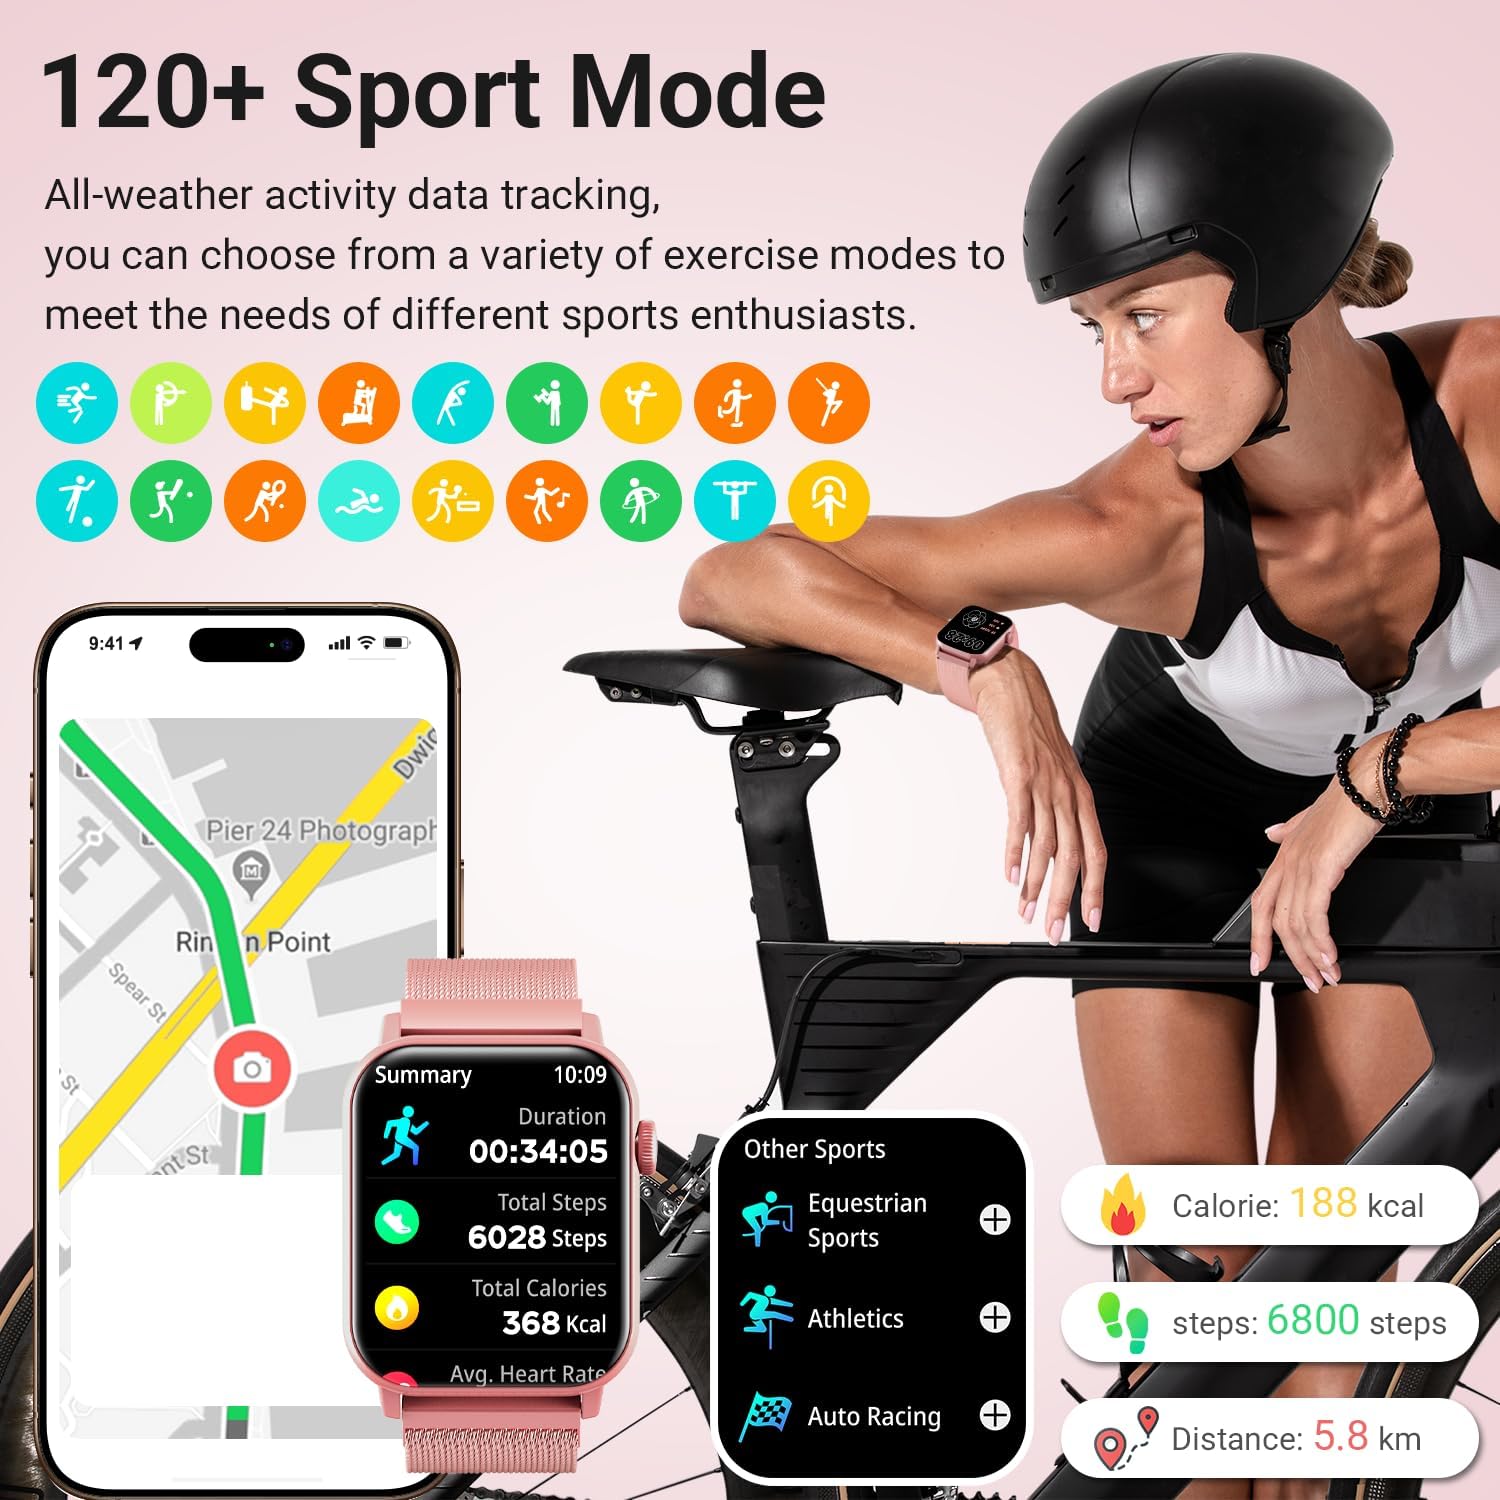 120+ Sport Mode
All-weather activity data tracking,
you can choose from a variety of exercise modes to
meet the needs of different sports enthusiasts.
9:41
Pier 24 Photograph
Point
Spear St
St
St
Summary 10:09
Duration
00:34:05
Total Steps
6028 Steps
Total Calories
368 Kcal
Avg. Heart Rate
Other Sports
Equestrian
Sports
Athletics
Auto Racing
Calorie: 188 kcal
steps: 6800 steps
Distance: 5.8 km